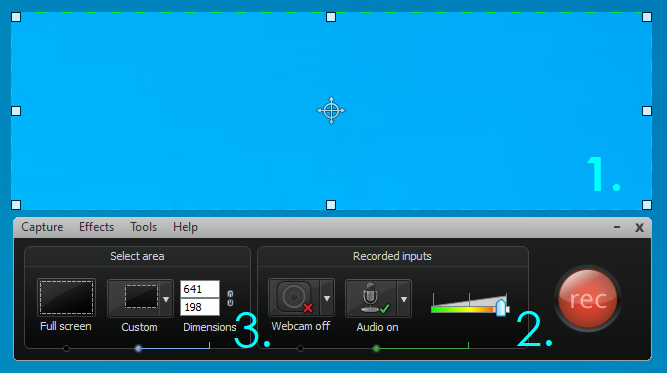 1.
Capture Effects Tools Help
Select area
Recorded inputs
641
198
Full screen
Custom
Dimensions
3.
Webcam off
Audio on
2.
rec